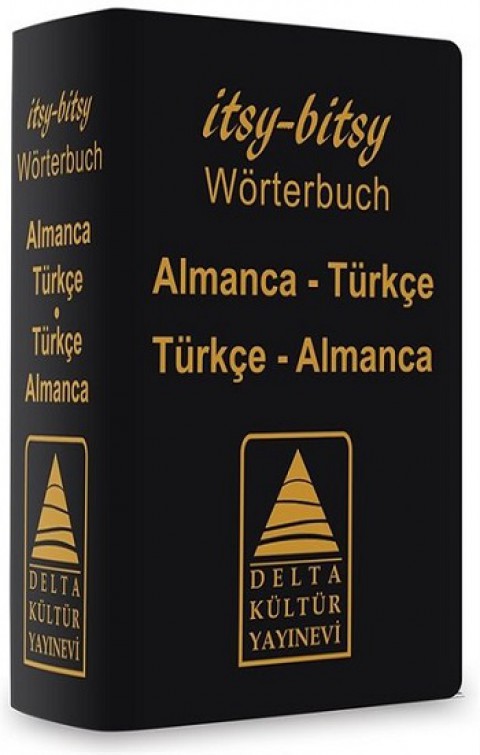 itsy-bitsy
Wörterbuch
Almanca
Türkçe
•
Türkçe
Almanca
DELTA
KÜLTÜR
YAYINEVİ
itsy-bitsy
Wörterbuch
Almanca - Türkçe
Türkçe - Almanca
DELTA
KÜLTÜR
YAYINEVİ